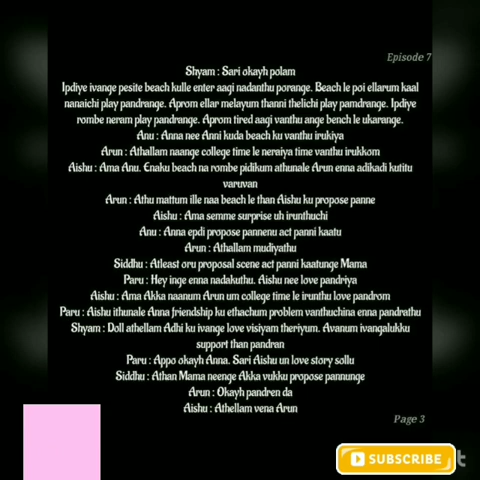 Episode 7
Shyam : Sari okayh polam
Ipdiye ivange pesite beach kulle enter aagi nadanthu porange. Beach le poi ellarum kaal
nanaichi play pandrange. Aprom ellar melayum thanni thelichi play pamdrange. Ipdiye
rombe neram play pandrange. Aprom tired aagi vanthu ange bench le ukarange.
Anu : Anna nee Anni kuda beach ku vanthu irukiya
Arun : Athallam naange college time le neraiya time vanthu irukkom
Aishu : Ama Anu. Enaku beach na rombe pidikum athunale Arun enna adikadi kutitu
varuvan
Arun : Athu mattum ille naa beach le than Aishu ku propose panne
Aishu : Ama semme surprise uh irunthuchi
Anu : Anna epdi propose pannenu act panni kaatu
Arun : Athallam mudiyathu
Siddhu : Atleast oru proposal scene act panni kaatunge Mama
Paru : Hey inge enna nadakuthu. Aishu nee love pandriya
Aishu : Ama Akka naanum Arun um college time le irunthu love pandrom
Paru : Aishu ithunale Anna friendship ku ethachum problem vanthuchina enna pandrathu
Shyam : Doll athellam Adhi ku ivange love visiyam theriyum. Avanum ivangalukku
support than pandran
Paru : Appo okayh Anna. Sari Aishu un love story sollu
Siddhu : Athan Mama neenge Akka vukku propose pannunge
Arun : Okayh pandren da
Aishu : Athellam vena Arun
Page 3
SUBSCRIBE